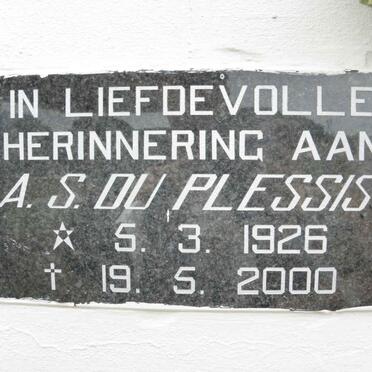 IN LIEFDEVOLLE
HERINNERING AAN
A. S. DU PLESSIS
☆ 5. 3. 1926
† 19. 5. 2000